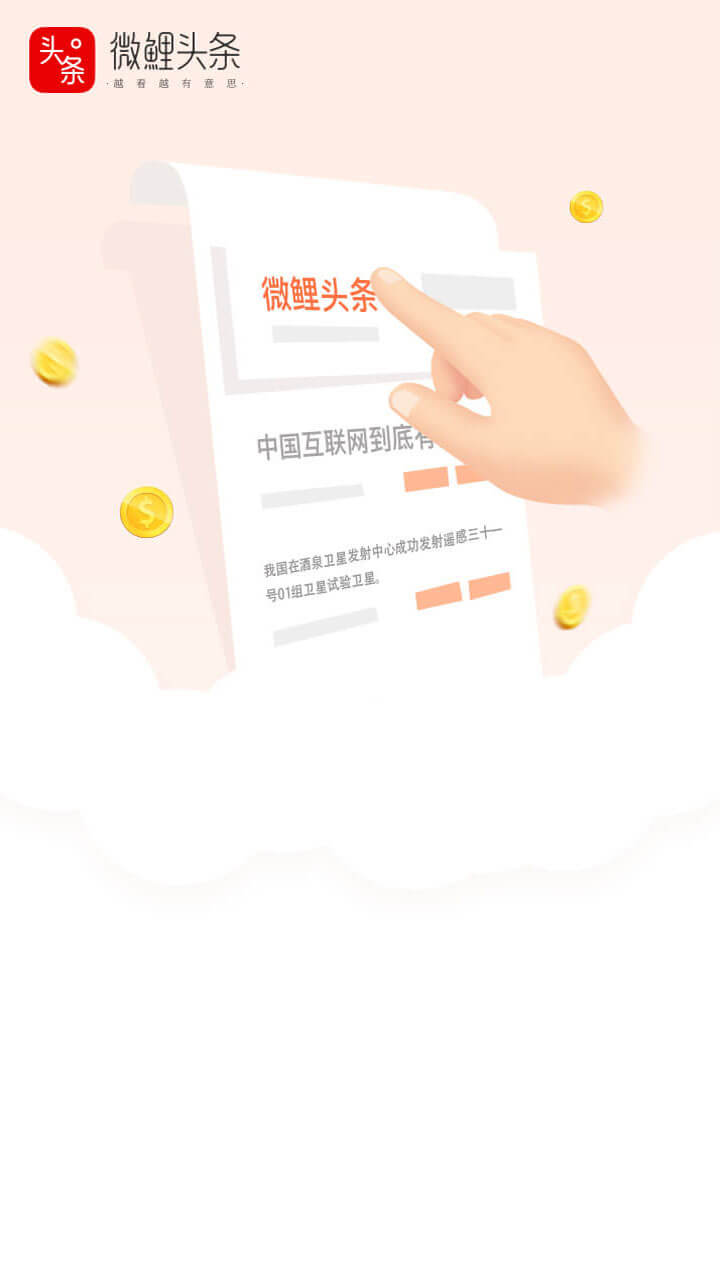 头条
微鲤头条
·越看越有意思·
微鲤头条
中国互联网到底有
我国在酒泉卫星发射中心成功发射遥感三十一
号01组卫星试验卫星。